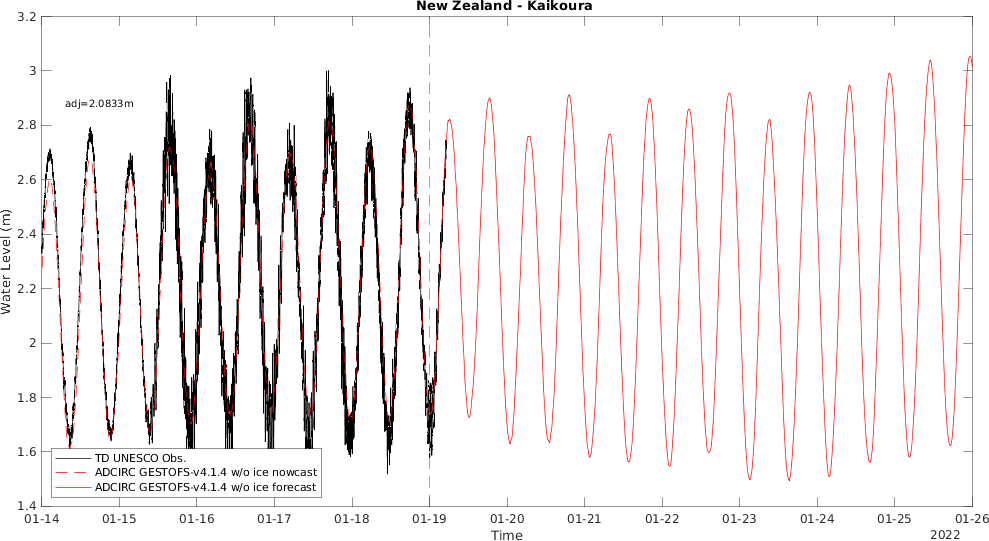 New Zealand - Kaikoura
3.2
3
2.8
2.6
2.4
2.2
2
1.8
1.6
1.4
Water Level (m)
adj=2.0833m
TD UNESCO Obs.
ADCIRC GESTOFS-v4.1.4 w/o ice nowcast
ADCIRC GESTOFS-v4.1.4 w/o ice forecast
01-14 01-15 01-16 01-17 01-18 01-19 01-20 01-21 01-22 01-23 01-24 01-25 01-26
Time
2022